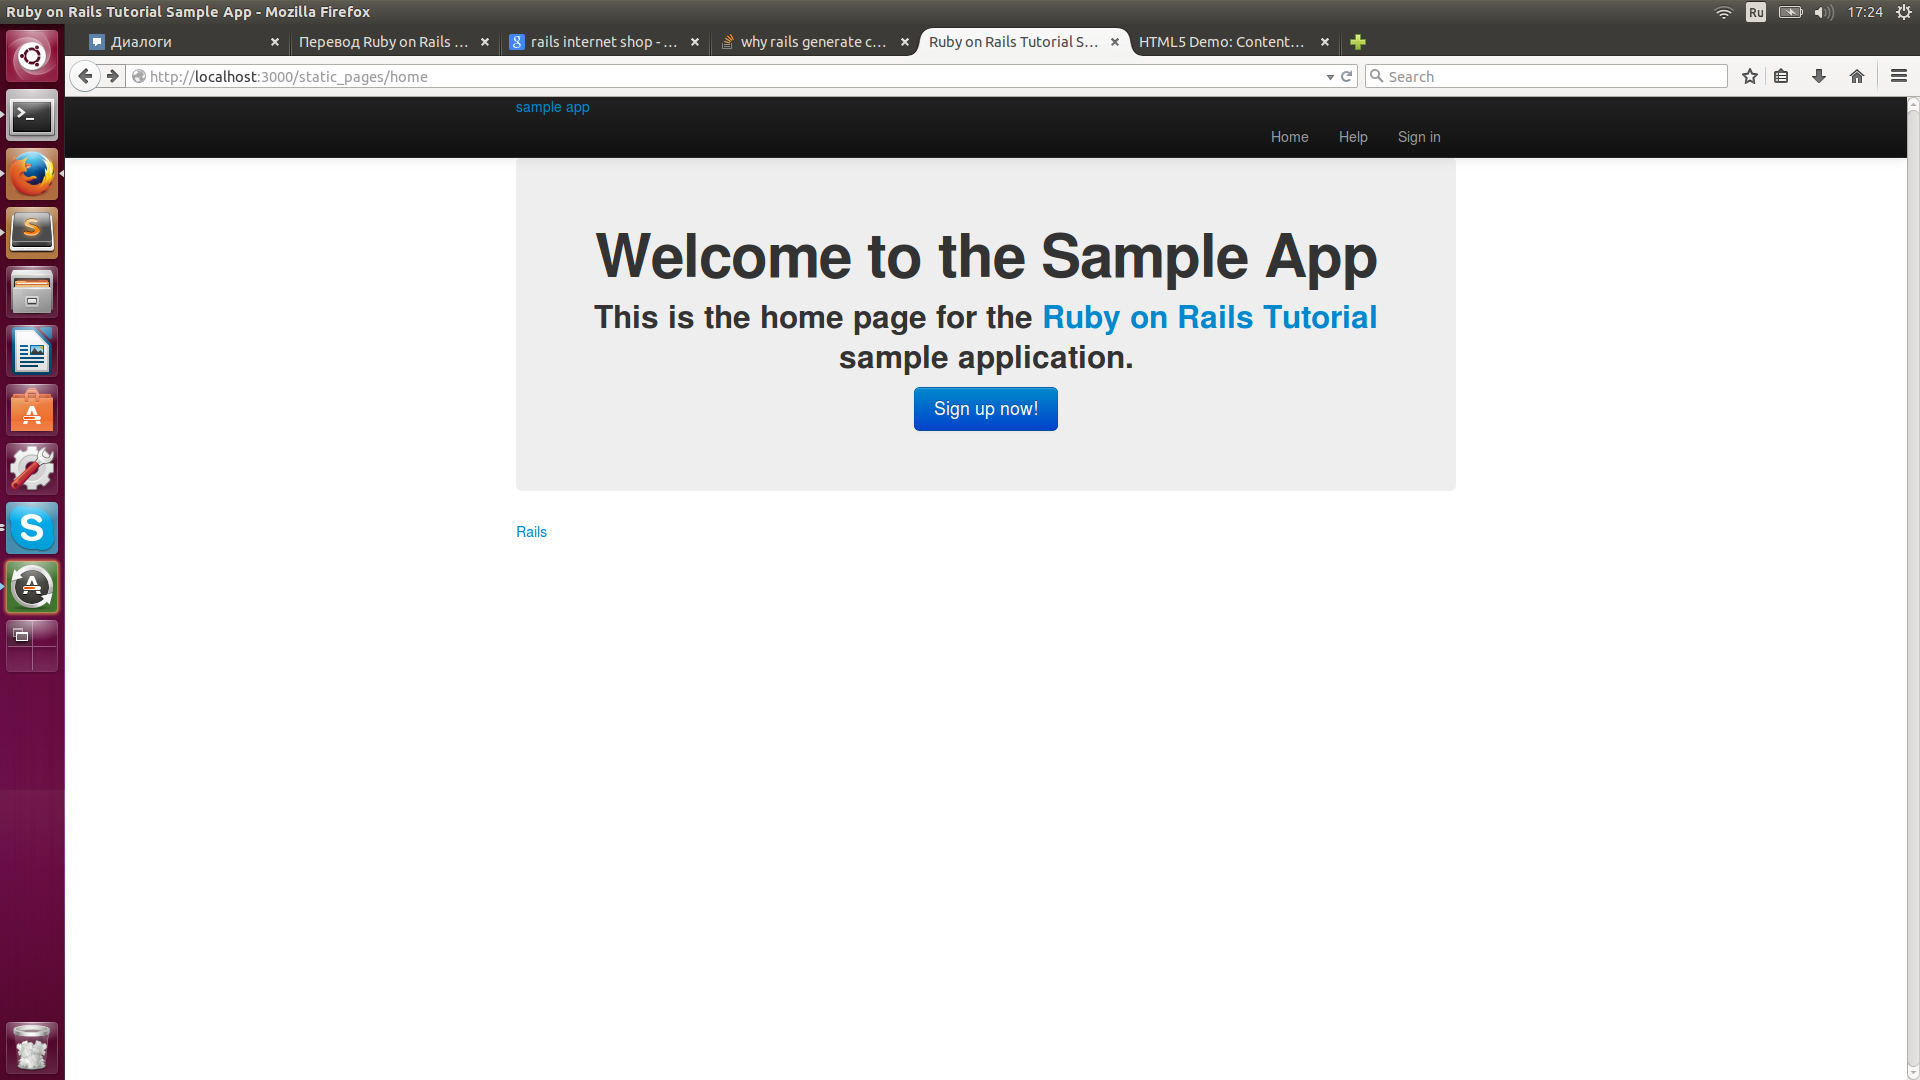 Ruby on Rails Tutorial Sample App - Mozilla Firefox
Ru
17:24
Диалоги
Перевод Ruby on Rails ...
rails internet shop - ...
why rails generate c...
Ruby on Rails Tutorial S...
HTML5 Demo: Content...
http://localhost:3000/static_pages/home
Search
sample app
Home
Help
Sign in
Welcome to the Sample App
This is the home page for the Ruby on Rails Tutorial
sample application.
Sign up now!
Rails